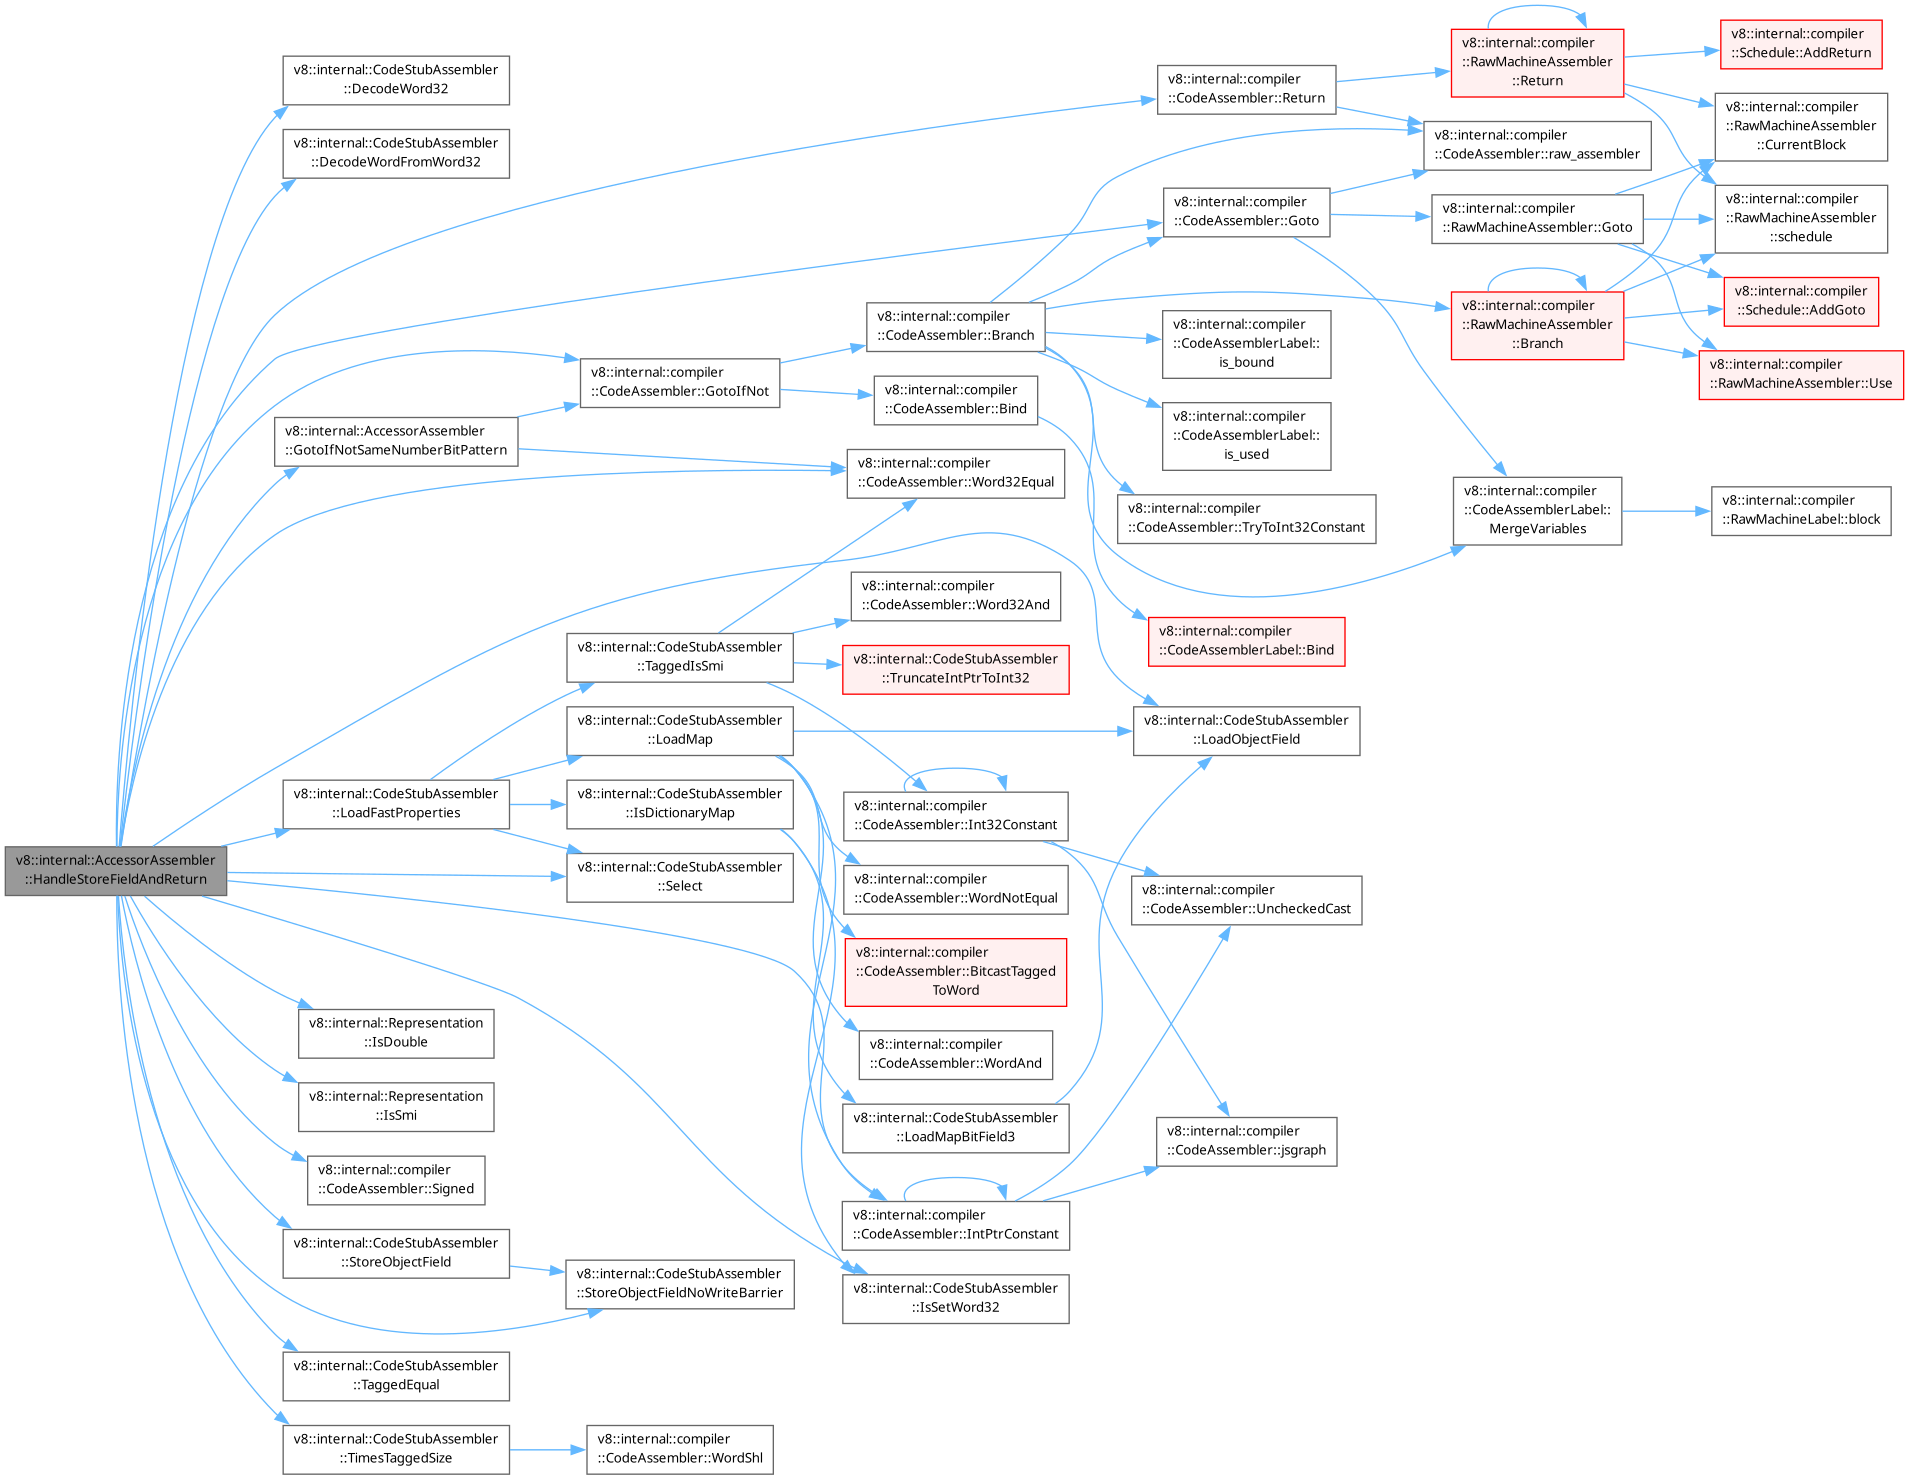 v8::internal::AccessorAssembler
::HandleStoreFieldAndReturn
v8::internal::CodeStubAssembler
::DecodeWord32
v8::internal::CodeStubAssembler
::DecodeWordFromWord32
v8::internal::AccessorAssembler
::GotoIfNotSameNumberBitPattern
v8::internal::CodeStubAssembler
::LoadFastProperties
v8::internal::Representation
::IsDouble
v8::internal::Representation
::IsSmi
v8::internal::compiler
::CodeAssembler::Signed
v8::internal::CodeStubAssembler
::StoreObjectField
v8::internal::CodeStubAssembler
::TaggedEqual
v8::internal::CodeStubAssembler
::TimesTaggedSize
v8::internal::compiler
::CodeAssembler::GotoIfNot
v8::internal::CodeStubAssembler
::TaggedIsSmi
v8::internal::CodeStubAssembler
::LoadMap
v8::internal::CodeStubAssembler
::IsDictionaryMap
v8::internal::CodeStubAssembler
::Select
v8::internal::CodeStubAssembler
::StoreObjectFieldNoWriteBarrier
v8::internal::compiler
::CodeAssembler::WordShl
v8::internal::compiler
::CodeAssembler::Branch
v8::internal::compiler
::CodeAssembler::Bind
v8::internal::compiler
::CodeAssembler::Word32Equal
v8::internal::compiler
::CodeAssembler::Word32And
v8::internal::CodeStubAssembler
::TruncateIntPtrToInt32
v8::internal::compiler
::CodeAssembler::Int32Constant
v8::internal::compiler
::CodeAssembler::WordNotEqual
v8::internal::compiler
::CodeAssembler::BitcastTagged
ToWord
v8::internal::compiler
::CodeAssembler::WordAnd
v8::internal::CodeStubAssembler
::LoadMapBitField3
v8::internal::compiler
::CodeAssembler::IntPtrConstant
v8::internal::CodeStubAssembler
::IsSetWord32
v8::internal::compiler
::CodeAssembler::Return
v8::internal::compiler
::CodeAssembler::Goto
v8::internal::compiler
::CodeAssemblerLabel::
is_bound
v8::internal::compiler
::CodeAssemblerLabel::
is_used
v8::internal::compiler
::CodeAssembler::TryToInt32Constant
v8::internal::compiler
::CodeAssemblerLabel::Bind
v8::internal::CodeStubAssembler
::LoadObjectField
v8::internal::compiler
::CodeAssembler::UncheckedCast
v8::internal::compiler
::CodeAssembler::jsgraph
v8::internal::compiler
::RawMachineAssembler
::Return
v8::internal::compiler
::CodeAssembler::raw_assembler
v8::internal::compiler
::RawMachineAssembler::Goto
v8::internal::compiler
::RawMachineAssembler
::Branch
v8::internal::compiler
::CodeAssemblerLabel::
MergeVariables
v8::internal::compiler
::Schedule::AddReturn
v8::internal::compiler
::RawMachineAssembler
::CurrentBlock
v8::internal::compiler
::RawMachineAssembler
::schedule
v8::internal::compiler
::Schedule::AddGoto
v8::internal::compiler
::RawMachineAssembler::Use
v8::internal::compiler
::RawMachineLabel::block